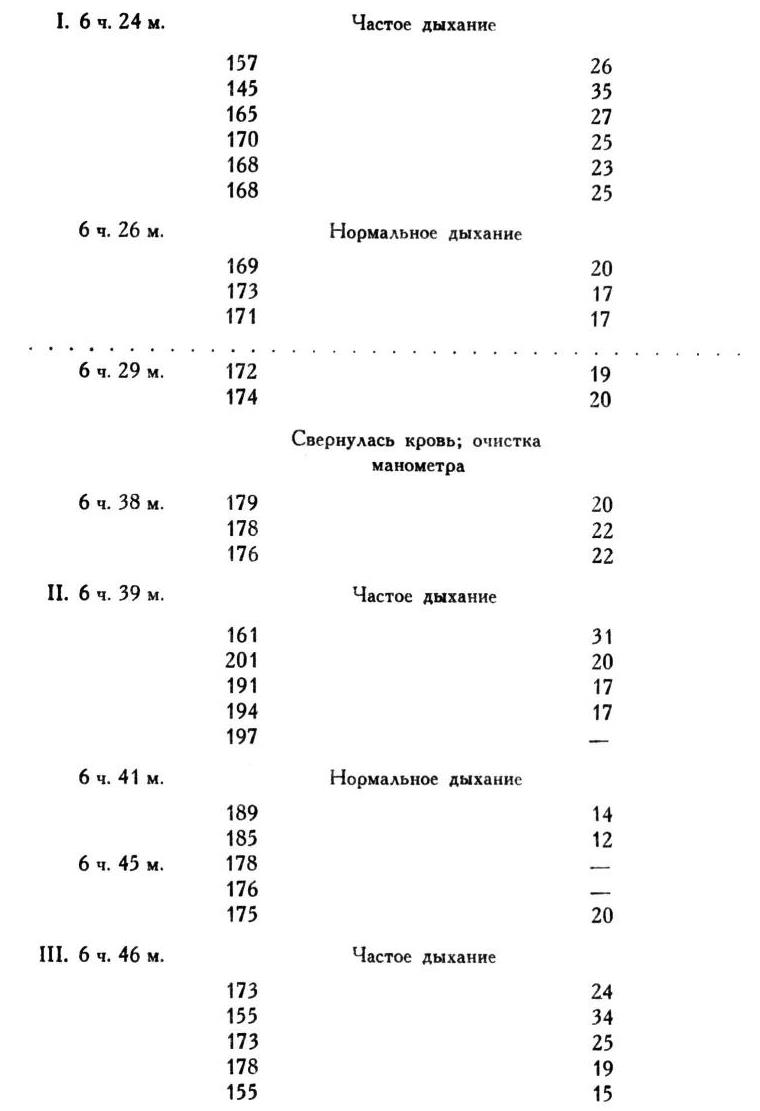 I. 6 ч. 24 м. Частое дыхание
157 26
145 35
165 27
170 25
168 23
168 25
6 ч. 26 м. Нормальное дыхание
169 20
173 17
171 17
. . . . . . . . . . . . . . . . . . . . . . . . . . . . . . . . . . . .
6 ч. 29 м. 172 19
174 20
Свернулась кровь; очистка
манометра
6 ч. 38 м. 179 20
178 22
176 22
II. 6 ч. 39 м. Частое дыхание
161 31
201 20
191 17
194 17
197 —
6 ч. 41 м. Нормальное дыхание
189 14
185 12
6 ч. 45 м. 178 —
176 —
175 20
III. 6 ч. 46 м. Частое дыхание
173 24
155 34
173 25
178 19
155 15